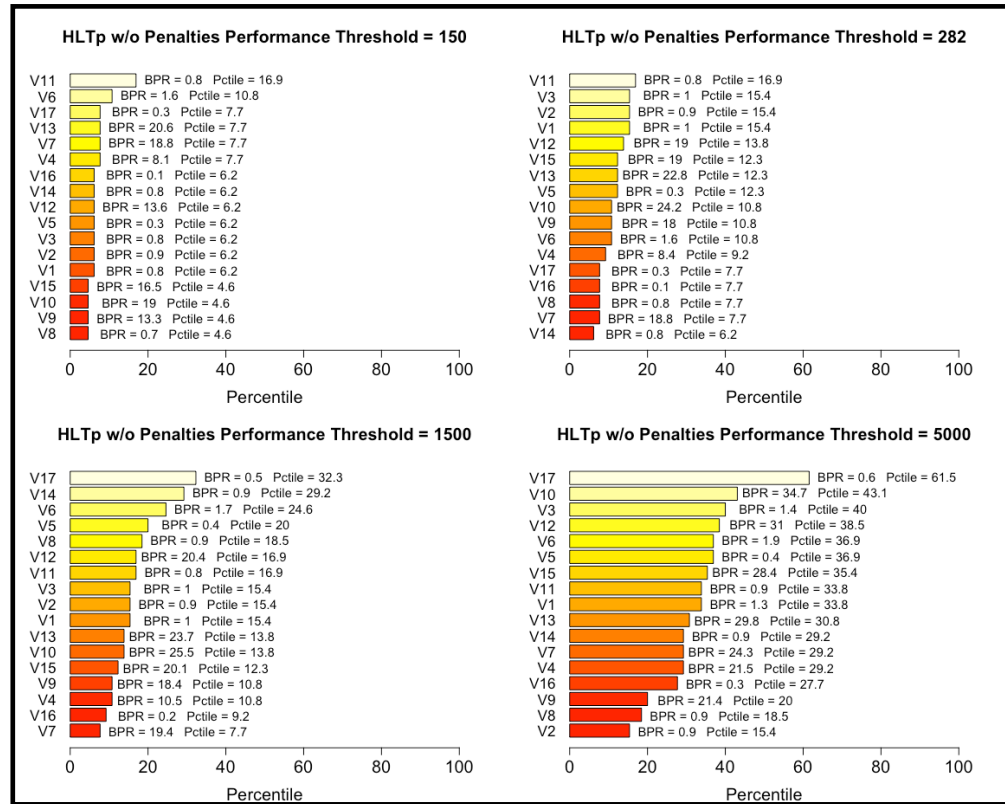 HLTp w/o Penalties Performance Threshold = 150
V11 BPR = 0.8 Pctile = 16.9
V6 BPR = 1.6 Pctile = 10.8
V17 BPR = 0.3 Pctile = 7.7
V13 BPR = 20.6 Pctile = 7.7
V7 BPR = 18.8 Pctile = 7.7
V4 BPR = 8.1 Pctile = 7.7
V16 BPR = 0.1 Pctile = 6.2
V14 BPR = 0.8 Pctile = 6.2
V12 BPR = 13.6 Pctile = 6.2
V5 BPR = 0.3 Pctile = 6.2
V3 BPR = 0.8 Pctile = 6.2
V2 BPR = 0.9 Pctile = 6.2
V1 BPR = 0.8 Pctile = 6.2
V15 BPR = 16.5 Pctile = 4.6
V10 BPR = 19 Pctile = 4.6
V9 BPR = 13.3 Pctile = 4.6
V8 BPR = 0.7 Pctile = 4.6
0 20 40 60 80 100
Percentile
HLTp w/o Penalties Performance Threshold = 282
V11 BPR = 0.8 Pctile = 16.9
V3 BPR = 1 Pctile = 15.4
V2 BPR = 0.9 Pctile = 15.4
V1 BPR = 1 Pctile = 15.4
V12 BPR = 19 Pctile = 13.8
V15 BPR = 19 Pctile = 12.3
V13 BPR = 22.8 Pctile = 12.3
V5 BPR = 0.3 Pctile = 12.3
V10 BPR = 24.2 Pctile = 10.8
V9 BPR = 18 Pctile = 10.8
V6 BPR = 1.6 Pctile = 10.8
V4 BPR = 8.4 Pctile = 9.2
V17 BPR = 0.3 Pctile = 7.7
V16 BPR = 0.1 Pctile = 7.7
V8 BPR = 0.8 Pctile = 7.7
V7 BPR = 18.8 Pctile = 7.7
V14 BPR = 0.8 Pctile = 6.2
0 20 40 60 80 100
Percentile
HLTp w/o Penalties Performance Threshold = 1500
V17 BPR = 0.5 Pctile = 32.3
V14 BPR = 0.9 Pctile = 29.2
V6 BPR = 1.7 Pctile = 24.6
V5 BPR = 0.4 Pctile = 20
V8 BPR = 0.9 Pctile = 18.5
V12 BPR = 20.4 Pctile = 16.9
V11 BPR = 0.8 Pctile = 16.9
V3 BPR = 1 Pctile = 15.4
V2 BPR = 0.9 Pctile = 15.4
V1 BPR = 1 Pctile = 15.4
V13 BPR = 23.7 Pctile = 13.8
V10 BPR = 25.5 Pctile = 13.8
V15 BPR = 20.1 Pctile = 12.3
V9 BPR = 18.4 Pctile = 10.8
V4 BPR = 10.5 Pctile = 10.8
V16 BPR = 0.2 Pctile = 9.2
V7 BPR = 19.4 Pctile = 7.7
0 20 40 60 80 100
Percentile
HLTp w/o Penalties Performance Threshold = 5000
V17 BPR = 0.6 Pctile = 61.5
V10 BPR = 34.7 Pctile = 43.1
V3 BPR = 1.4 Pctile = 40
V12 BPR = 31 Pctile = 38.5
V6 BPR = 1.9 Pctile = 36.9
V5 BPR = 0.4 Pctile = 36.9
V15 BPR = 28.4 Pctile = 35.4
V11 BPR = 0.9 Pctile = 33.8
V1 BPR = 1.3 Pctile = 33.8
V13 BPR = 29.8 Pctile = 30.8
V14 BPR = 0.9 Pctile = 29.2
V7 BPR = 24.3 Pctile = 29.2
V4 BPR = 21.5 Pctile = 29.2
V16 BPR = 0.3 Pctile = 27.7
V9 BPR = 21.4 Pctile = 20
V8 BPR = 0.9 Pctile = 18.5
V2 BPR = 0.9 Pctile = 15.4
0 20 40 60 80 100
Percentile